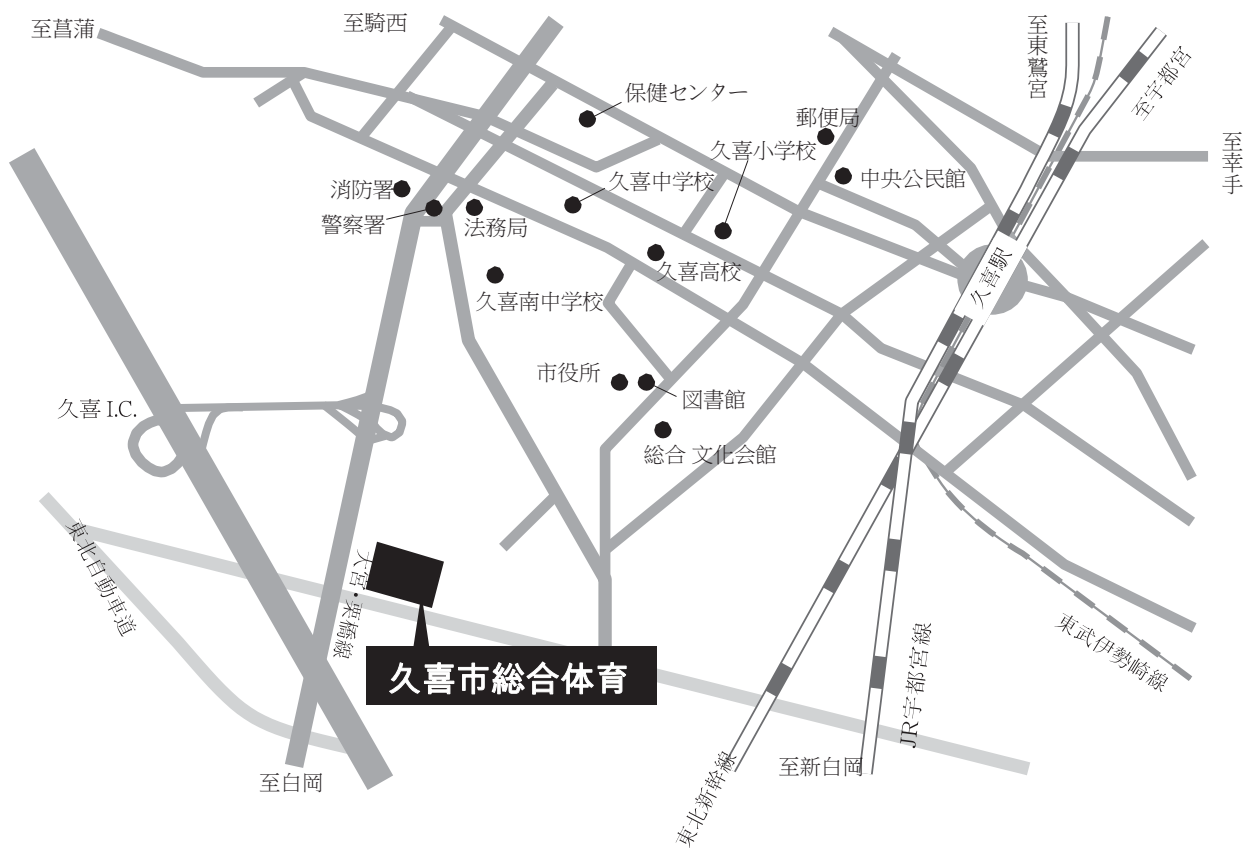 至菖蒲
至騎西
至東鷲宮
至宇都宮
至幸手
保健センター
郵便局
久喜小学校
中央公民館
久喜中学校
消防署
警察署
法務局
久喜高校
久喜南中学校
久喜駅
市役所
図書館
久喜 I.C.
総合 文化会館
東北自動車道
大宮・栗橋線
久喜市総合体育
東武伊勢崎線
JR宇都宮線
至白岡
至新白岡
東北新幹線